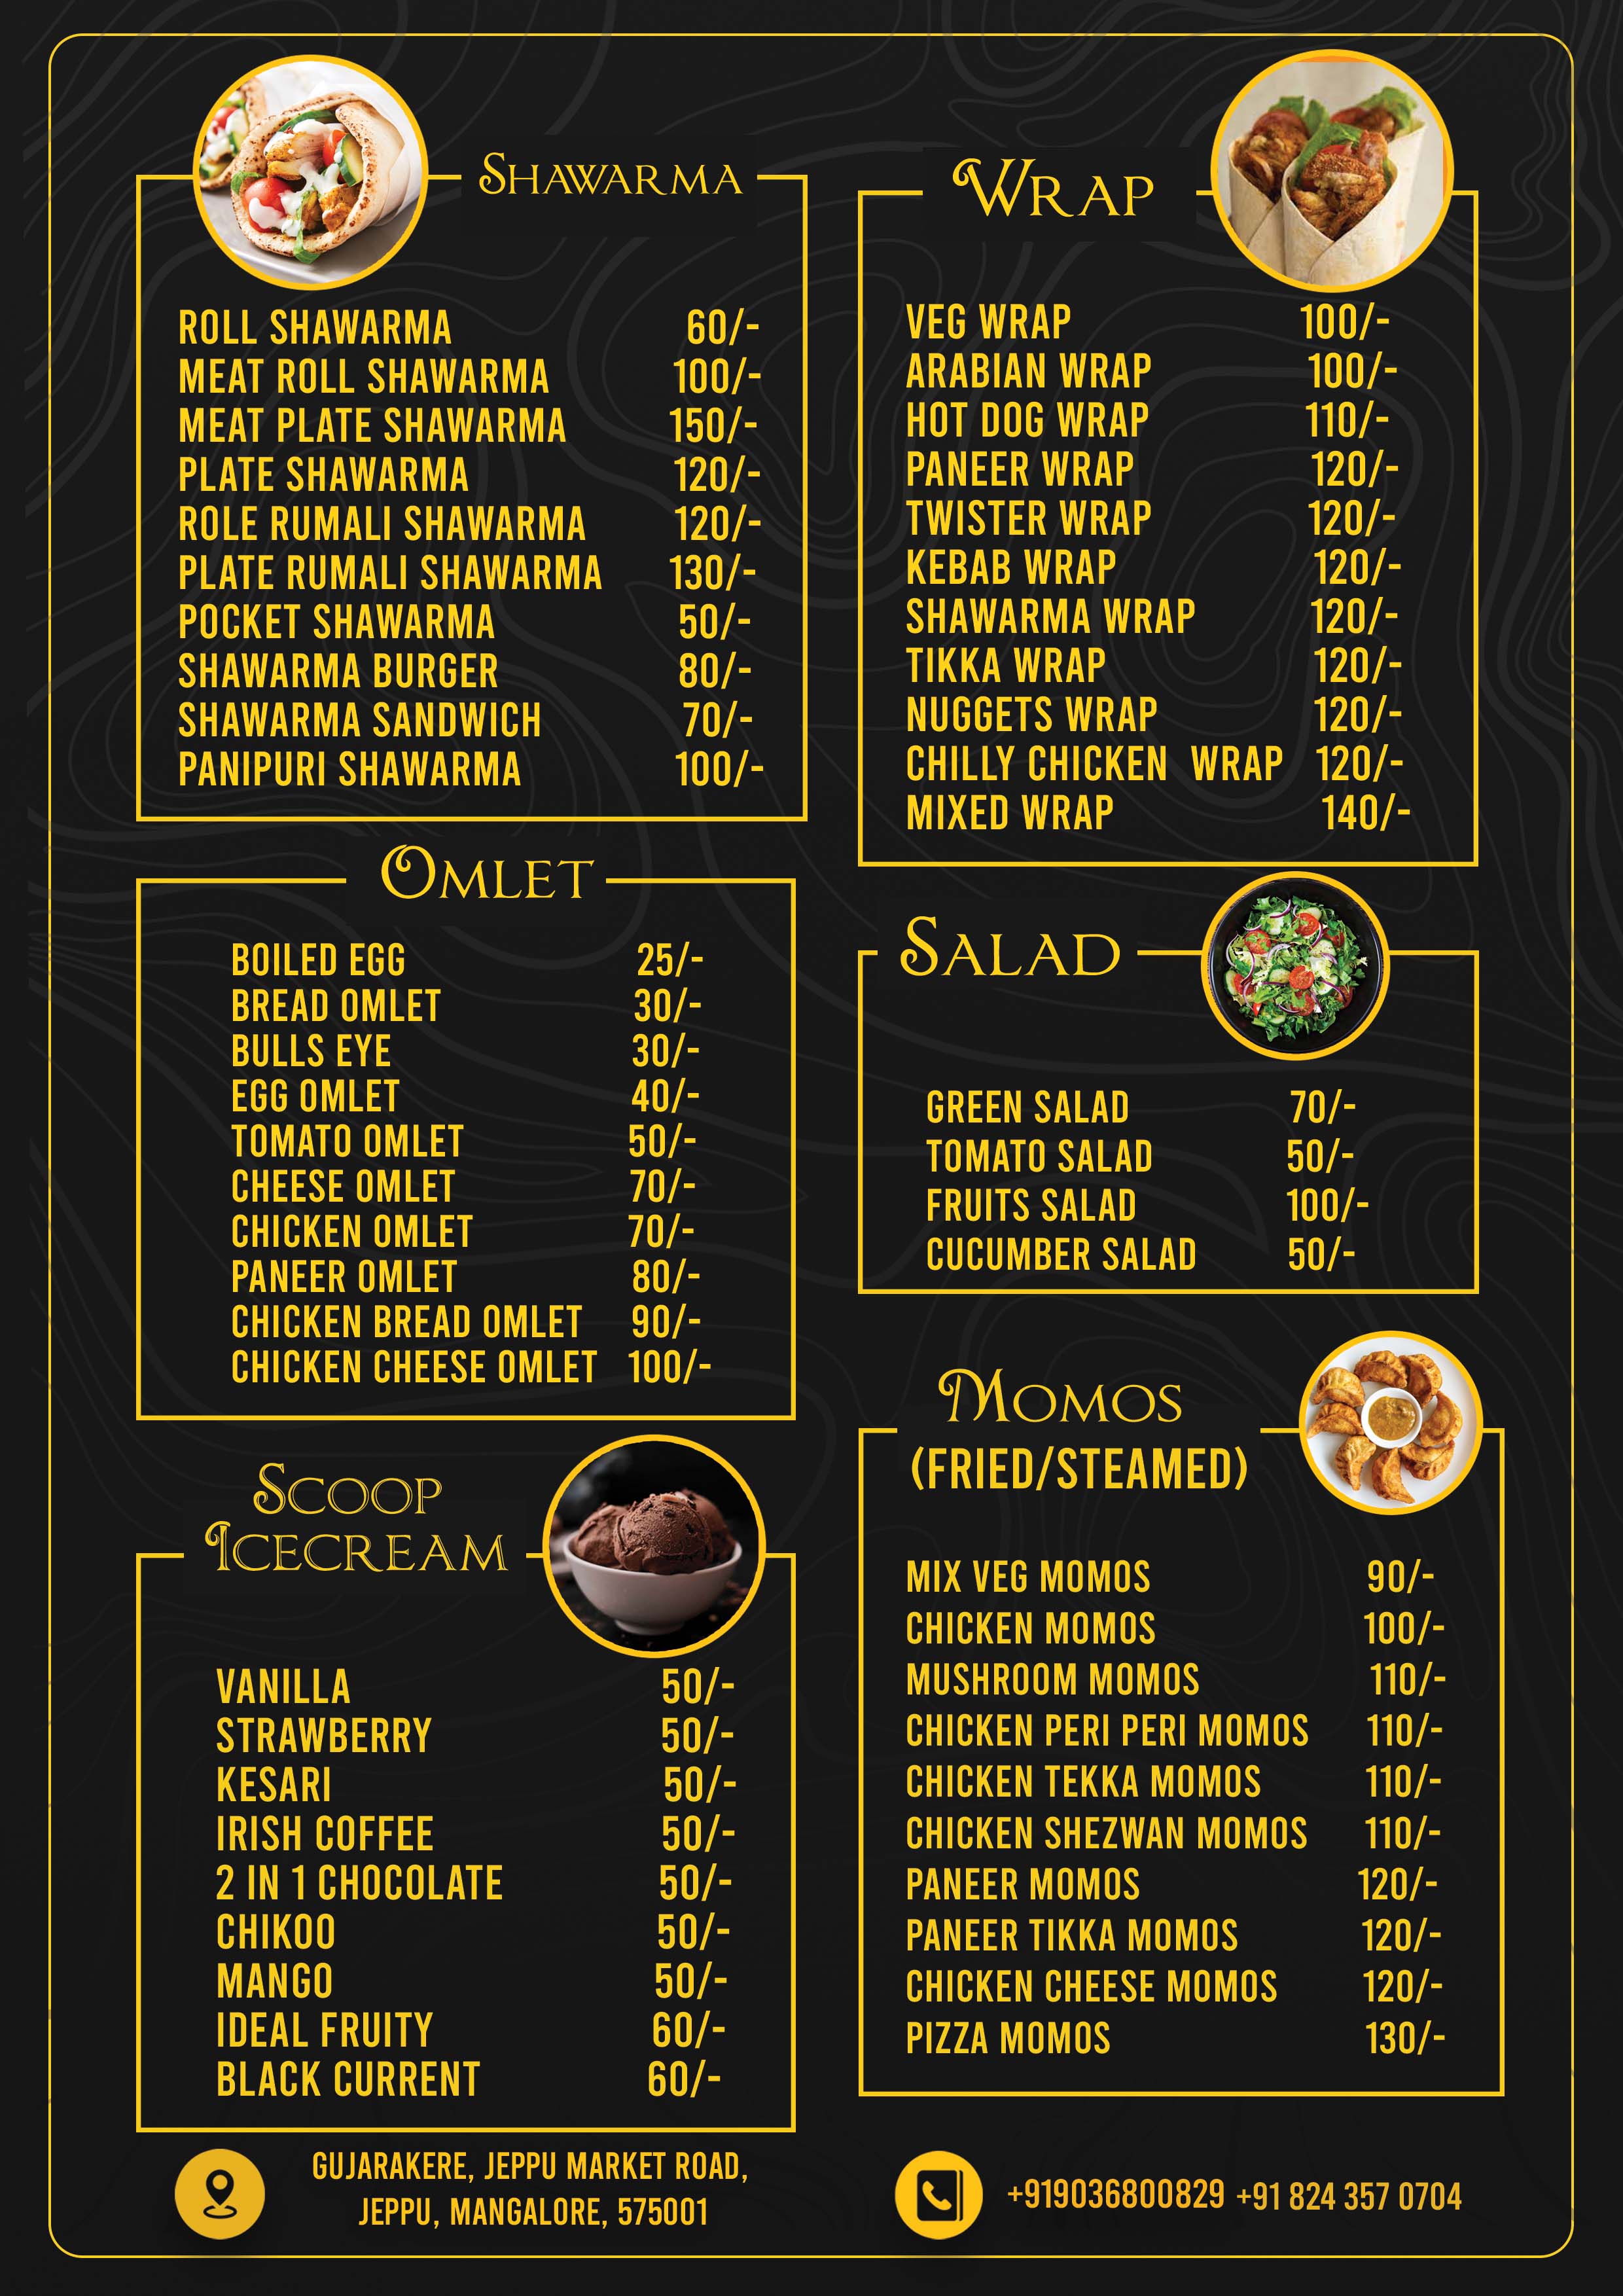 SHAWARMA
ROLL SHAWARMA 60/-
MEAT ROLL SHAWARMA 100/-
MEAT PLATE SHAWARMA 150/-
PLATE SHAWARMA 120/-
ROLE RUMALI SHAWARMA 120/-
PLATE RUMALI SHAWARMA 130/-
POCKET SHAWARMA 50/-
SHAWARMA BURGER 80/-
SHAWARMA SANDWICH 70/-
PANIPURI SHAWARMA 100/-
OMLET
BOILED EGG 25/-
BREAD OMLET 30/-
BULLS EYE 30/-
EGG OMLET 40/-
TOMATO OMLET 50/-
CHEESE OMLET 70/-
CHICKEN OMLET 70/-
PANEER OMLET 80/-
CHICKEN BREAD OMLET 90/-
CHICKEN CHEESE OMLET 100/-
SCOOP
ICECREAM
VANILLA 50/-
STRAWBERRY 50/-
KESARI 50/-
IRISH COFFEE 50/-
2 IN 1 CHOCOLATE 50/-
CHIKOO 50/-
MANGO 50/-
IDEAL FRUITY 60/-
BLACK CURRENT 60/-
WRAP
VEG WRAP 100/-
ARABIAN WRAP 100/-
HOT DOG WRAP 110/-
PANEER WRAP 120/-
TWISTER WRAP 120/-
KEBAB WRAP 120/-
SHAWARMA WRAP 120/-
TIKKA WRAP 120/-
NUGGETS WRAP 120/-
CHILLY CHICKEN WRAP 120/-
MIXED WRAP 140/-
SALAD
GREEN SALAD 70/-
TOMATO SALAD 50/-
FRUITS SALAD 100/-
CUCUMBER SALAD 50/-
MOMOS
(FRIED/STEAMED)
MIX VEG MOMOS 90/-
CHICKEN MOMOS 100/-
MUSHROOM MOMOS 110/-
CHICKEN PERI PERI MOMOS 110/-
CHICKEN TEKKA MOMOS 110/-
CHICKEN SHEZWAN MOMOS 110/-
PANEER MOMOS 120/-
PANEER TIKKA MOMOS 120/-
CHICKEN CHEESE MOMOS 120/-
PIZZA MOMOS 130/-
GUJARAKERE, JEPPU MARKET ROAD,
JEPPU, MANGALORE, 575001
+919036800829 +91 824 357 0704